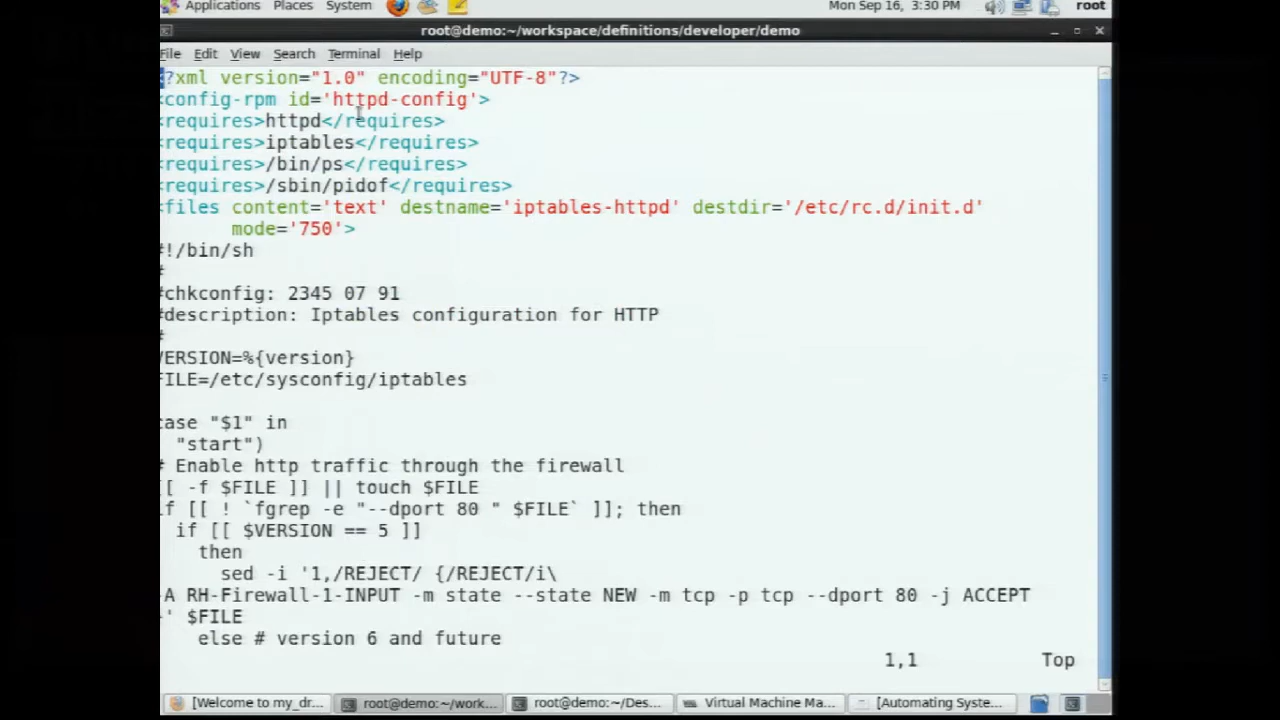 Applications Places System Mon Sep 16, 3:30 PM root
root@demo:~/workspace/definitions/developer/demo
File Edit View Search Terminal Help
<?xml version="1.0" encoding="UTF-8"?>
<config-rpm id='httpd-config'>
<requires>httpd</requires>
<requires>iptables</requires>
<requires>/bin/ps</requires>
<requires>/sbin/pidof</requires>
<files content='text' destname='iptables-httpd' destdir='/etc/rc.d/init.d'
mode='750'>
#!/bin/sh
#
#chkconfig: 2345 07 91
#description: Iptables configuration for HTTP
#
VERSION=%{version}
FILE=/etc/sysconfig/iptables
case "$1" in
"start")
# Enable http traffic through the firewall
[[ -f $FILE ]] || touch $FILE
if [[ ! `fgrep -e "--dport 80 " $FILE` ]]; then
if [[ $VERSION == 5 ]]
then
sed -i '1,/REJECT/ {/REJECT/i\
-A RH-Firewall-1-INPUT -m state --state NEW -m tcp -p tcp --dport 80 -j ACCEPT
}' $FILE
else # version 6 and future
1,1 Top
[Welcome to my_dr... root@demo:~/work... root@demo:~/Des... Virtual Machine Ma... [Automating Syste...